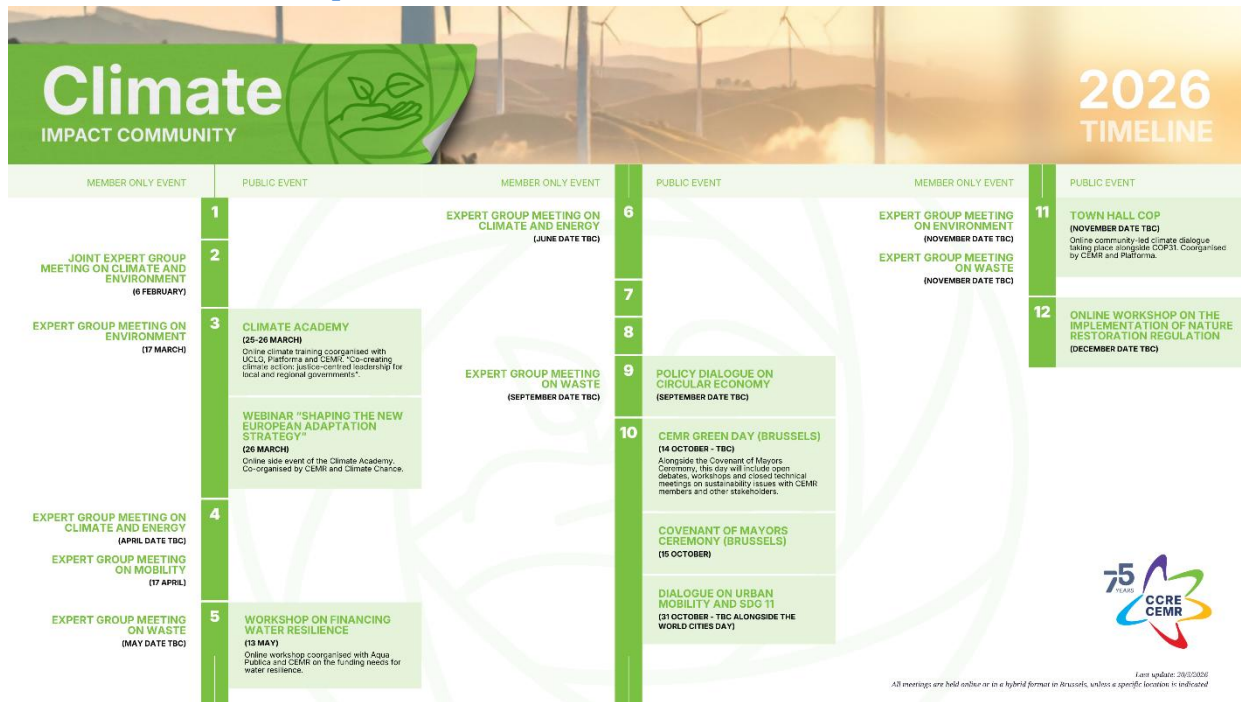 Climate
IMPACT COMMUNITY
2026
TIMELINE
MEMBER ONLY EVENT
PUBLIC EVENT
1
2
JOINT EXPERT GROUP
MEETING ON CLIMATE AND
ENVIRONMENT
(6 FEBRUARY)
3
EXPERT GROUP MEETING ON
ENVIRONMENT
(17 MARCH)
CLIMATE ACADEMY
(25-26 MARCH)
Online climate training coorganised with
UCLG, Platforma and CEMR. "Co-creating
climate action: justice-centred leadership for
local and regional governments".
WEBINAR "SHAPING THE NEW
EUROPEAN ADAPTATION
STRATEGY"
(26 MARCH)
Online side event of the Climate Academy.
Co-organised by CEMR and Climate Chance.
4
EXPERT GROUP MEETING ON
CLIMATE AND ENERGY
(APRIL DATE TBC)
EXPERT GROUP MEETING
ON MOBILITY
(17 APRIL)
5
EXPERT GROUP MEETING
ON WASTE
(MAY DATE TBC)
WORKSHOP ON FINANCING
WATER RESILIENCE
(13 MAY)
Online workshop coorganised with Aqua
Publica and CEMR on the funding needs for
water resilience.
MEMBER ONLY EVENT
PUBLIC EVENT
6
EXPERT GROUP MEETING ON
CLIMATE AND ENERGY
(JUNE DATE TBC)
7
8
9
EXPERT GROUP MEETING
ON WASTE
(SEPTEMBER DATE TBC)
POLICY DIALOGUE ON
CIRCULAR ECONOMY
(SEPTEMBER DATE TBC)
10
CEMR GREEN DAY (BRUSSELS)
(14 OCTOBER - TBC)
Alongside the Covenant of Mayors
Ceremony, this day will include open
debates, workshops and closed technical
meetings on sustainability issues with CEMR
members and other stakeholders.
COVENANT OF MAYORS
CEREMONY (BRUSSELS)
(15 OCTOBER)
DIALOGUE ON URBAN
MOBILITY AND SDG 11
(31 OCTOBER - TBC ALONGSIDE THE
WORLD CITIES DAY)
MEMBER ONLY EVENT
PUBLIC EVENT
11
EXPERT GROUP MEETING
ON ENVIRONMENT
(NOVEMBER DATE TBC)
EXPERT GROUP MEETING
ON WASTE
(NOVEMBER DATE TBC)
TOWN HALL COP
(NOVEMBER DATE TBC)
Online community-led climate dialogue
taking place alongside COP31. Coorganised
by CEMR and Platforma.
12
ONLINE WORKSHOP ON THE
IMPLEMENTATION OF NATURE
RESTORATION REGULATION
(DECEMBER DATE TBC)
75
YEARS
CCRE
CEMR
Last update: 20/3/2026
All meetings are held online or in a hybrid format in Brussels, unless a specific location is indicated